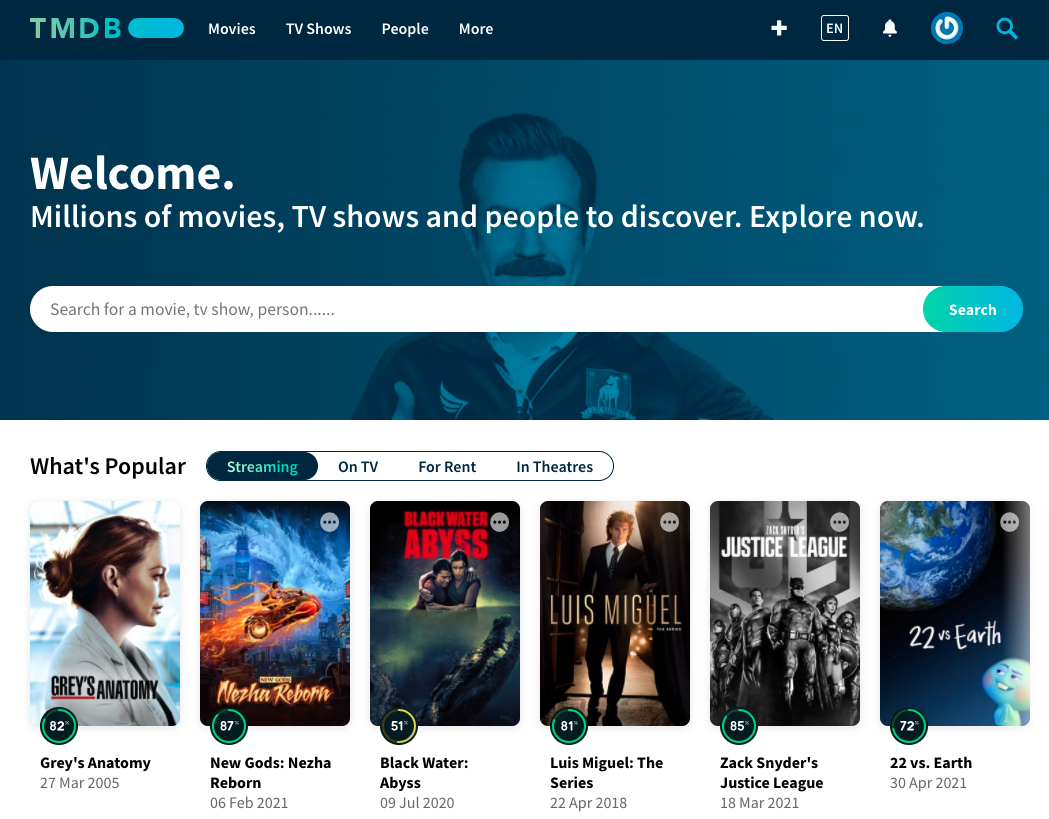 TMDB
Movies TV Shows People More
EN
Welcome.
Millions of movies, TV shows and people to discover. Explore now.
Search for a movie, tv show, person......
Search
What's Popular
Streaming On TV For Rent In Theatres
GREY'S ANATOMY
NEW GODS
Nezha Reborn
BLACK WATER
ABYSS
LUIS MIGUEL
THE SERIES
ZACK SNYDER'S
JUSTICE LEAGUE
22 vs Earth
82%
87%
51%
81%
85%
72%
Grey's Anatomy
27 Mar 2005
New Gods: Nezha
Reborn
06 Feb 2021
Black Water:
Abyss
09 Jul 2020
Luis Miguel: The
Series
22 Apr 2018
Zack Snyder's
Justice League
18 Mar 2021
22 vs. Earth
30 Apr 2021